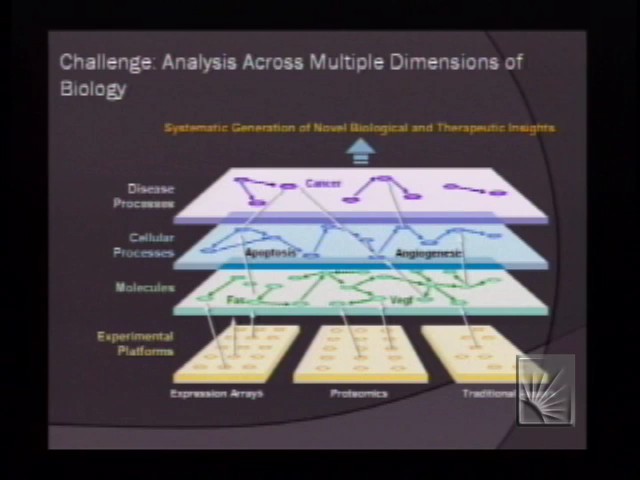 Challenge: Analysis Across Multiple Dimensions of
Biology
Systematic Generation of Novel Biological and Therapeutic Insights
Disease
Processes
Cancer
Cellular
Processes
Apoptosis
Angiogenesis
Molecules
Fas
Vegf
Experimental
Platforms
Expression Arrays
Proteomics
Traditional